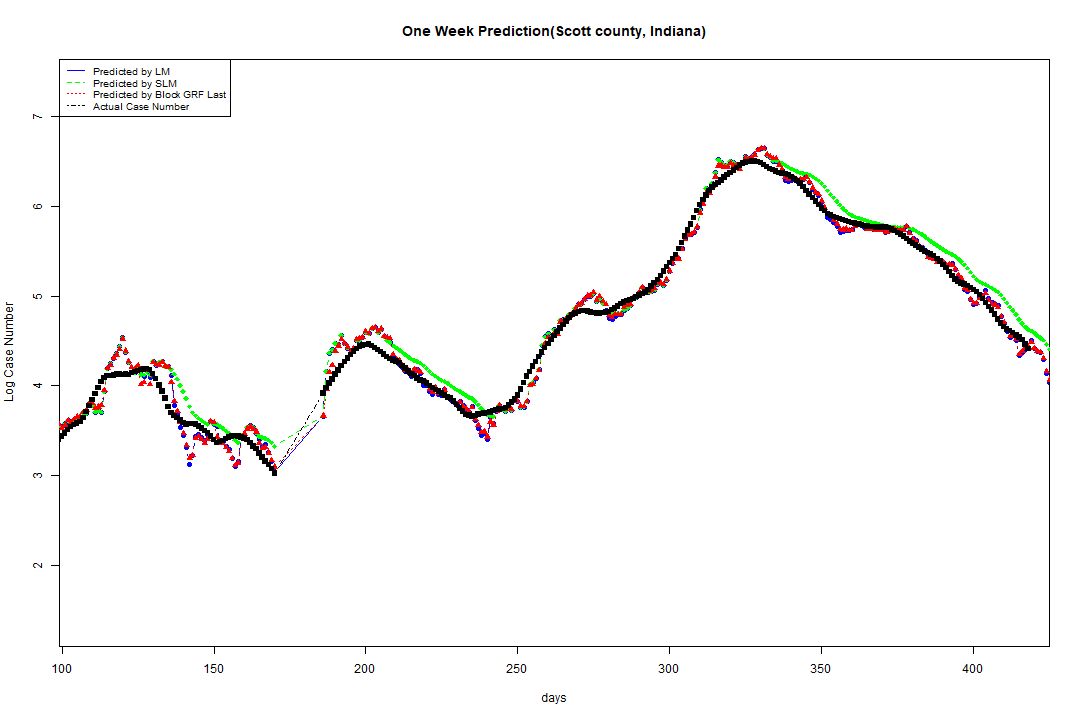 One Week Prediction(Scott county, Indiana)
Predicted by LM
Predicted by SLM
Predicted by Block GRF Last
Actual Case Number
7
6
5
4
3
2
Log Case Number
100 150 200 250 300 350 400
days